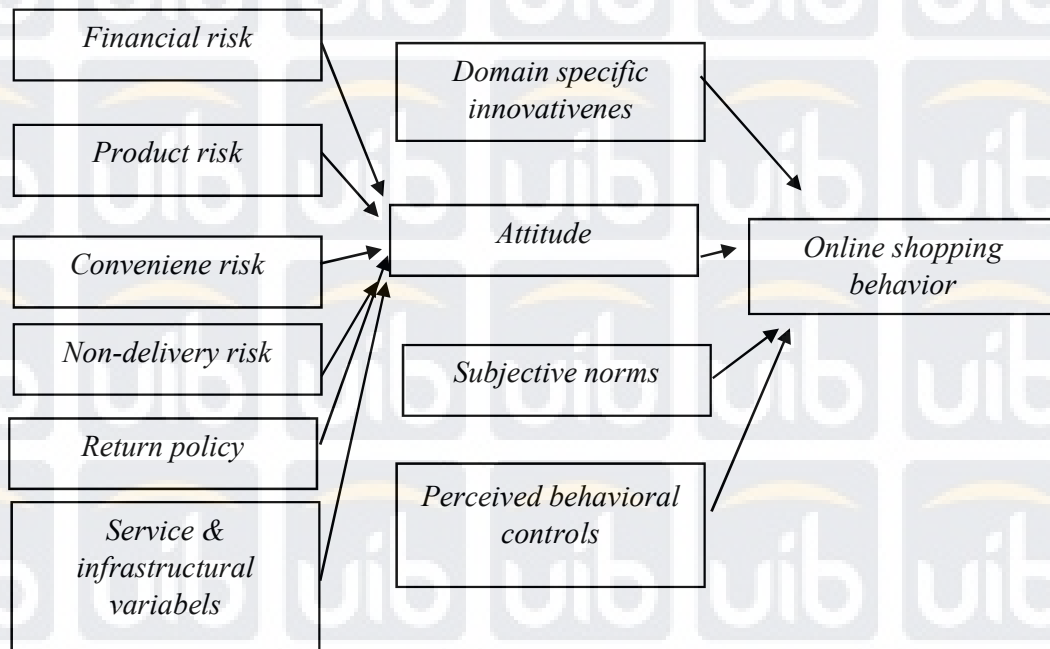 Financial risk
Product risk
Conveniene risk
Non-delivery risk
Return policy
Service &
infrastructural
variabels
Domain specific
innovativenes
Attitude
Subjective norms
Perceived behavioral
controls
Online shopping
behavior
uib